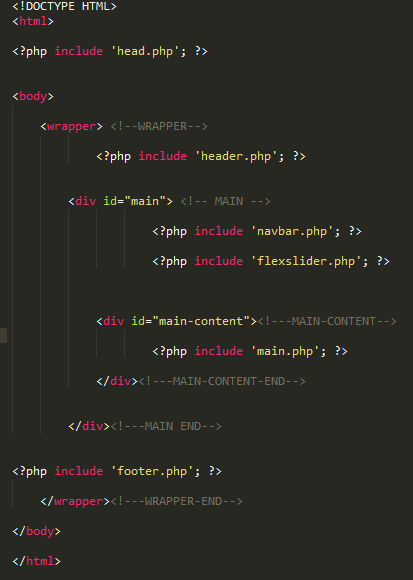 <!DOCTYPE HTML>
<html>
<?php include 'head.php'; ?>
<body>
<wrapper> <!--WRAPPER-->
<?php include 'header.php'; ?>
<div id="main"> <!-- MAIN -->
<?php include 'navbar.php'; ?>
<?php include 'flexslider.php'; ?>
<div id="main-content"><!---MAIN-CONTENT-->
<?php include 'main.php'; ?>
</div><!---MAIN-CONTENT-END-->
</div><!---MAIN END-->
<?php include 'footer.php'; ?>
</wrapper><!---WRAPPER-END-->
</body>
</html>